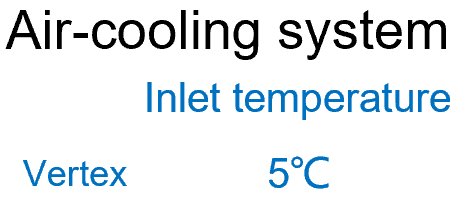 Air-cooling system
Inlet temperature
Vertex 5℃